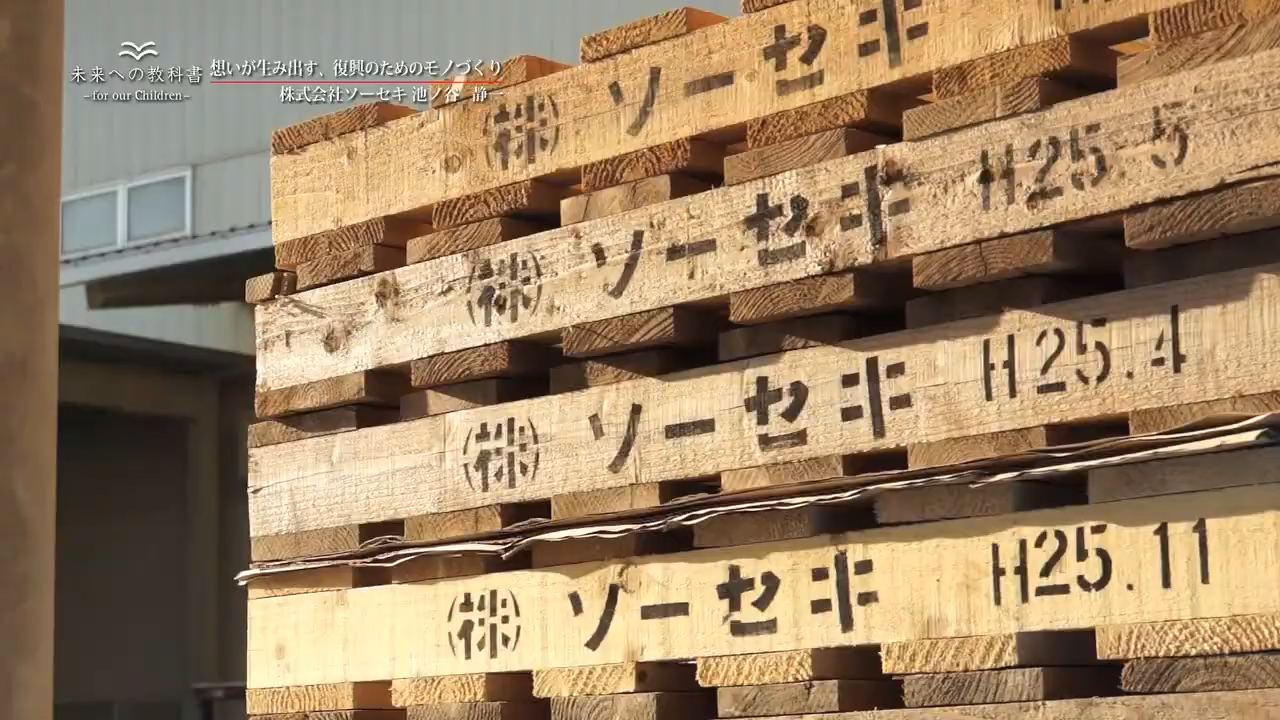 未来への教科書
– for our Children –
想いが生み出す、復興のためのモノづくり
株式会社ソーセキ 池ノ谷 静一
㈱ ソーセキ
㈱ ソーセキ H25.5
㈱ ソーセキ H25.4
㈱ ソーセキ H25.11